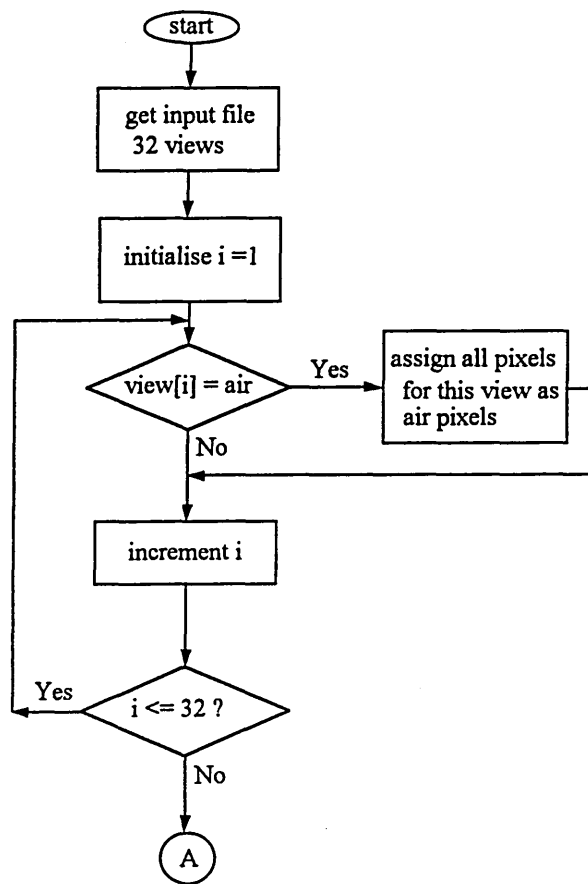 start
get input file
32 views
initialise i =1
view[i] = air
Yes
assign all pixels
for this view as
air pixels
No
increment i
i <= 32 ?
Yes
No
A